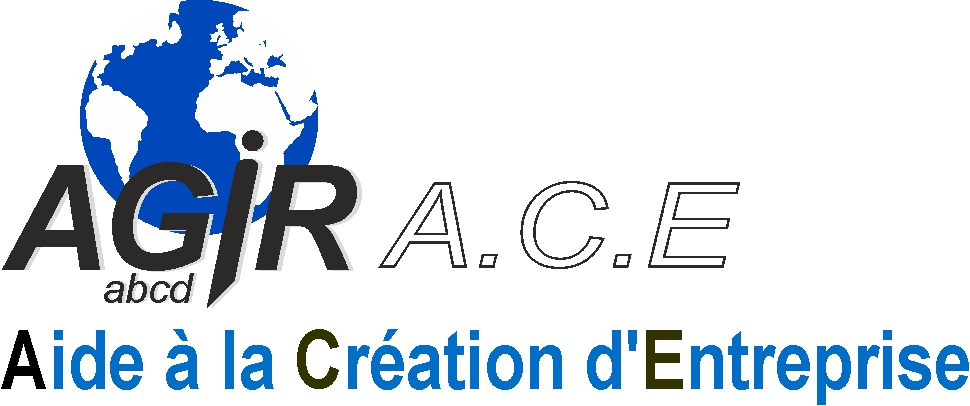 AGiR A.C.E
abcd
Aide à la Création d'Entreprise